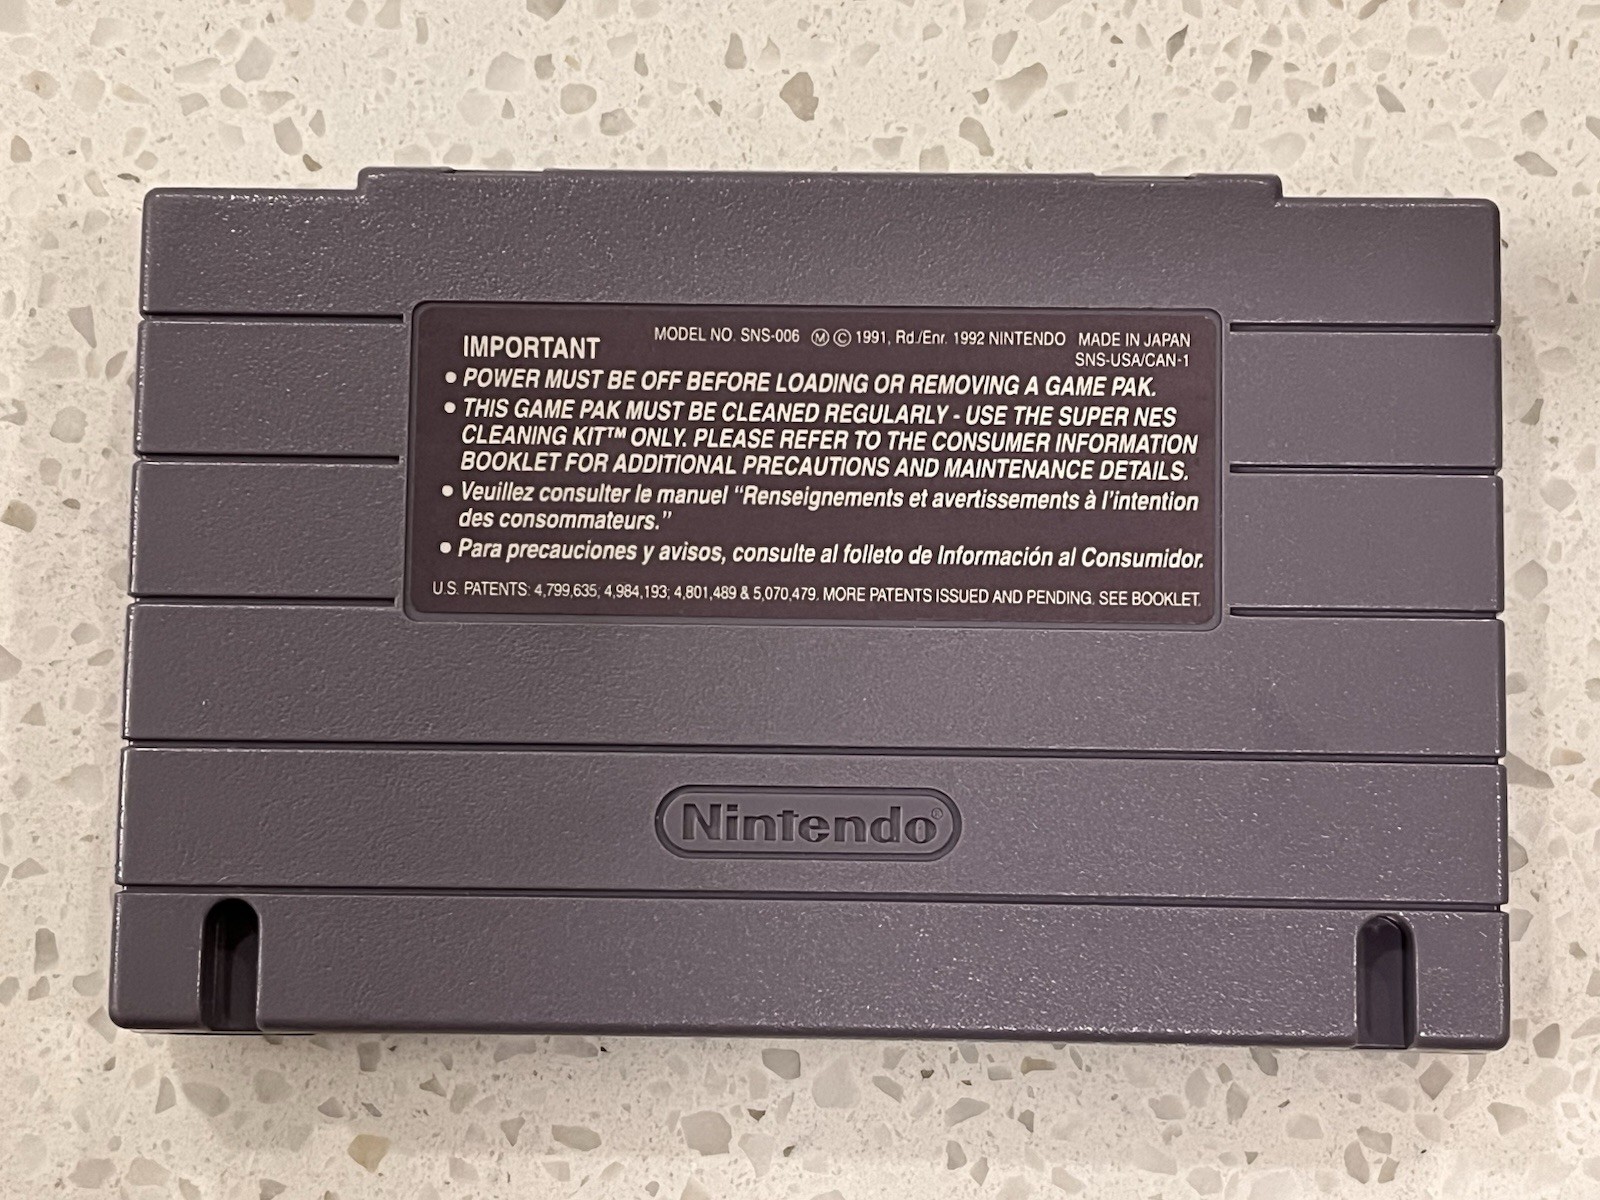 IMPORTANT MODEL NO. SNS-006 Ⓜ © 1991, Rd./Enr. 1992 NINTENDO MADE IN JAPAN
SNS-USA/CAN-1
• POWER MUST BE OFF BEFORE LOADING OR REMOVING A GAME PAK.
• THIS GAME PAK MUST BE CLEANED REGULARLY - USE THE SUPER NES
CLEANING KIT™ ONLY. PLEASE REFER TO THE CONSUMER INFORMATION
BOOKLET FOR ADDITIONAL PRECAUTIONS AND MAINTENANCE DETAILS.
• Veuillez consulter le manuel "Renseignements et avertissements à l'intention
des consommateurs."
• Para precauciones y avisos, consulte al folleto de Información al Consumidor.
U.S. PATENTS: 4,799,635; 4,984,193; 4,801,489 & 5,070,479. MORE PATENTS ISSUED AND PENDING. SEE BOOKLET.
Nintendo®